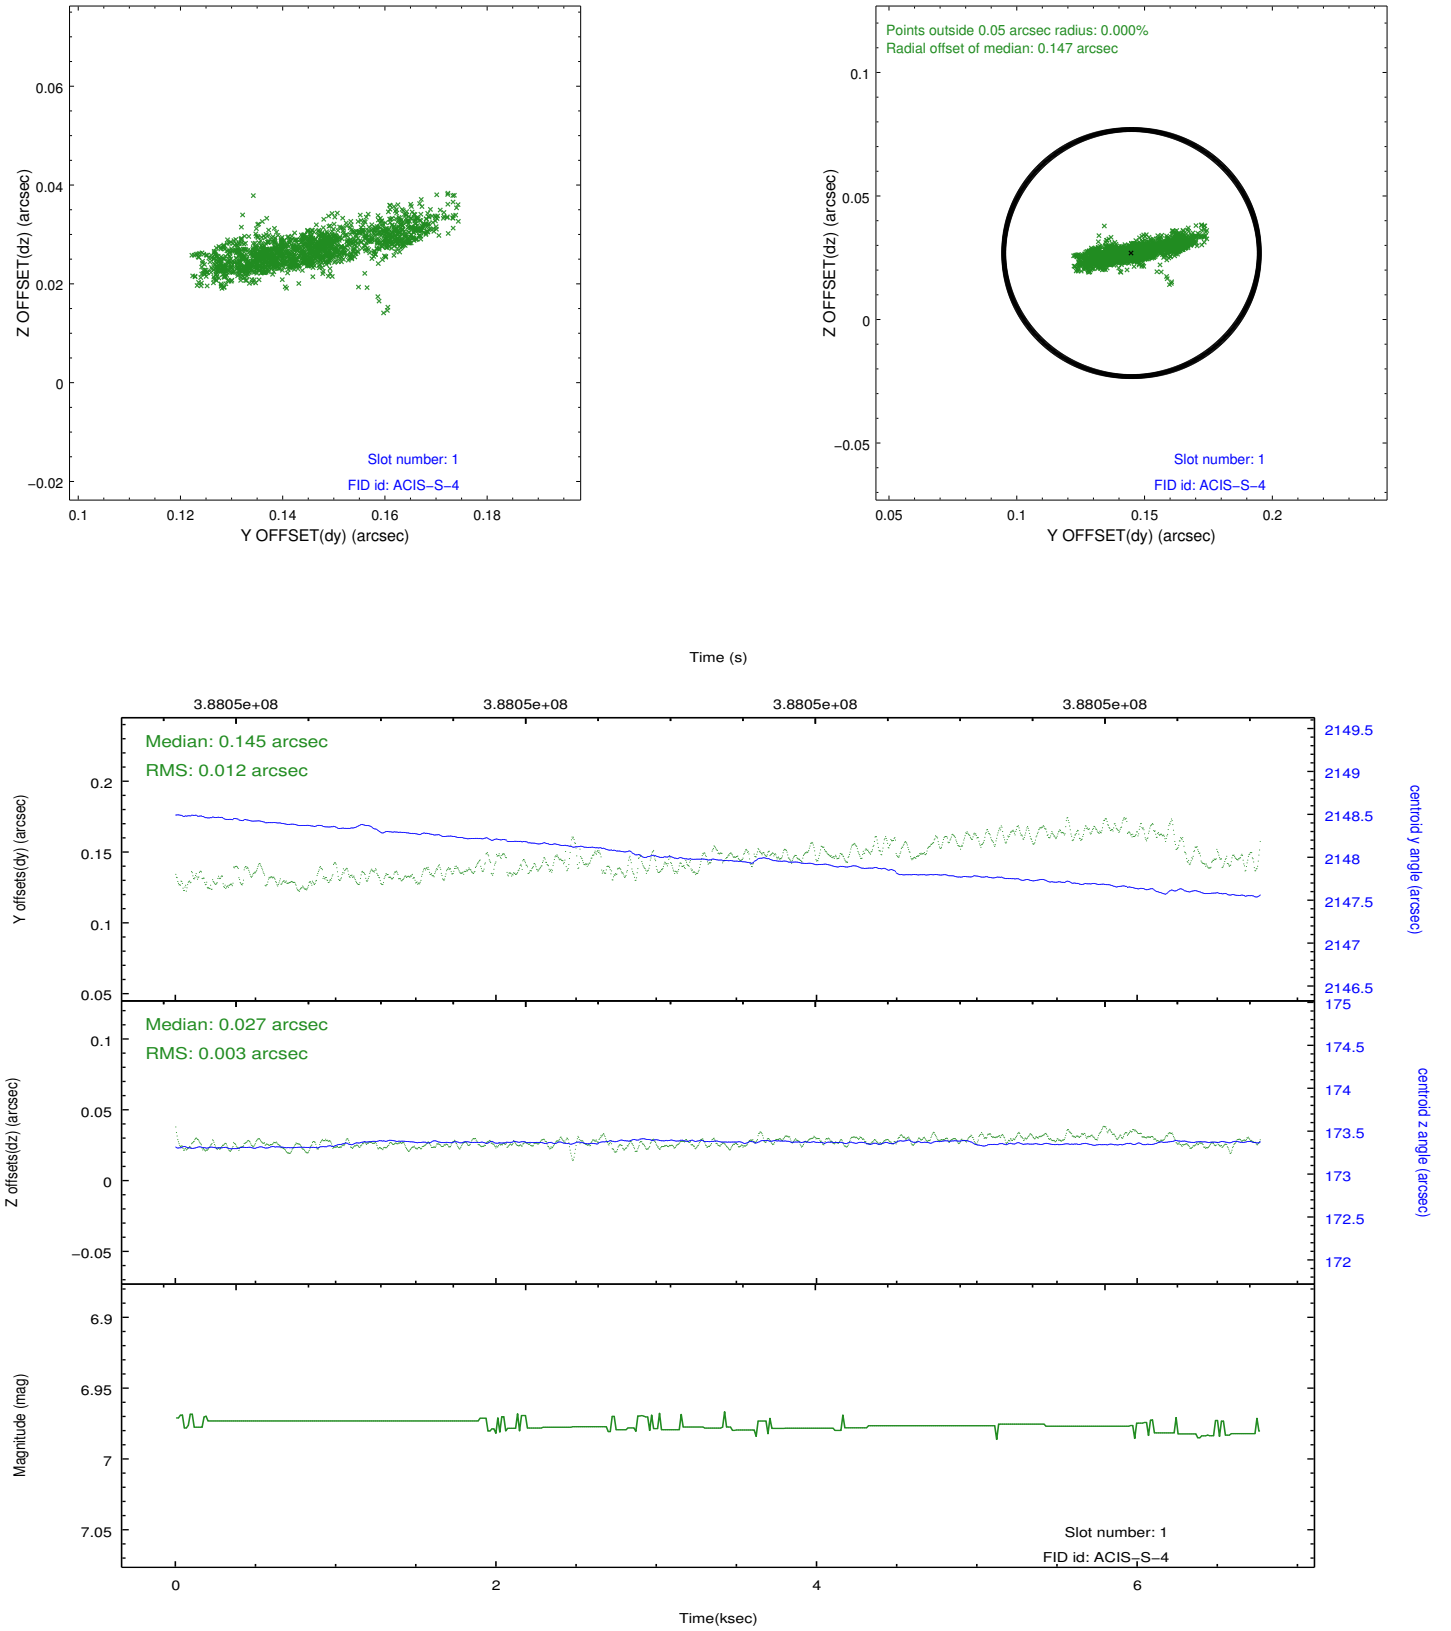 0.06
0.04
0.02
0
−0.02
Z OFFSET(dz) (arcsec)
Slot number: 1
FID id: ACIS−S−4
0.1
0.12
0.14
0.16
0.18
Y OFFSET(dy) (arcsec)
Points outside 0.05 arcsec radius: 0.000%
Radial offset of median: 0.147 arcsec
0.1
0.05
0
−0.05
Z OFFSET(dz) (arcsec)
Slot number: 1
FID id: ACIS−S−4
0.05
0.1
0.15
0.2
Y OFFSET(dy) (arcsec)
Time (s)
3.8805e+08
3.8805e+08
3.8805e+08
3.8805e+08
Median: 0.145 arcsec
RMS: 0.012 arcsec
0.2
0.15
0.1
0.05
Y offsets(dy) (arcsec)
2149.5
2149
2148.5
2148
2147.5
2147
2146.5
centroid y angle (arcsec)
Median: 0.027 arcsec
RMS: 0.003 arcsec
0.1
0.05
0
−0.05
Z offsets(dz) (arcsec)
175
174.5
174
173.5
173
172.5
172
centroid z angle (arcsec)
6.9
6.95
7
7.05
Magnitude (mag)
Slot number: 1
FID id: ACIS−S−4
0
2
4
6
Time(ksec)